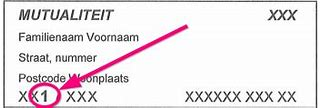 MUTUALITEIT XXX
Familienaam Voornaam
Straat, nummer
Postcode Woonplaats
XX1 XXX XXXXXX XXX XX